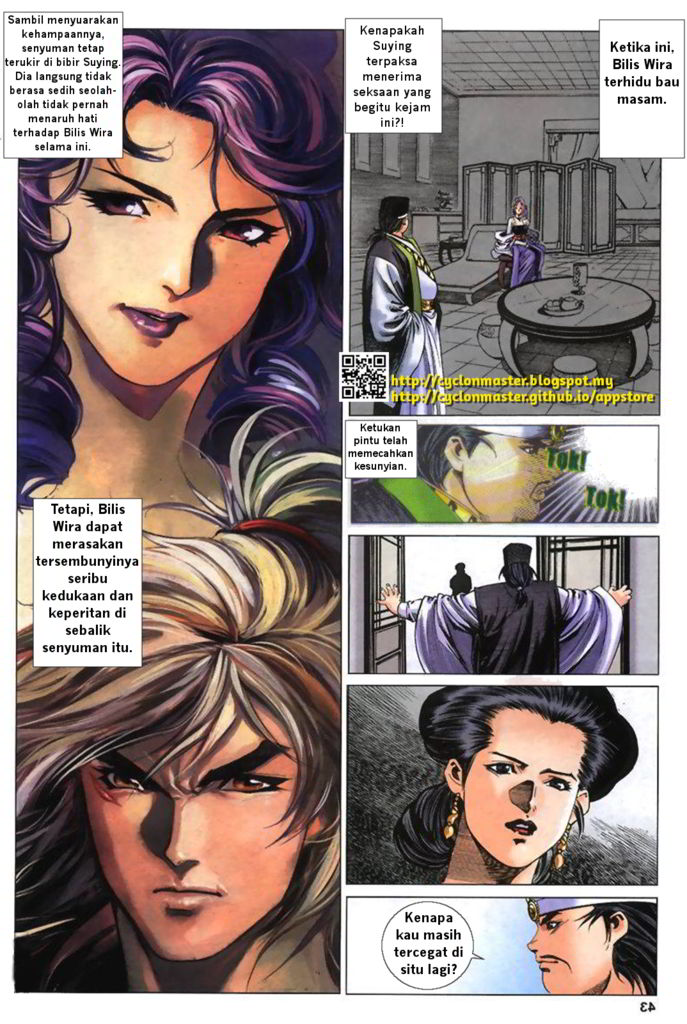 Sambil menyuarakan
kehampaannya,
senyuman tetap
terukir di bibir Suying.
Dia langsung tidak
berasa sedih seolah-
olah tidak pernah
menaruh hati
terhadap Bilis Wira
selama ini.
Tetapi, Bilis
Wira dapat
merasakan
tersembunyinya
seribu
kedukaan dan
keperitan di
sebalik
senyuman itu.
Kenapakah
Suying
terpaksa
menerima
seksaan yang
begitu kejam
ini?!
Ketika ini,
Bilis Wira
terhidu bau
masam.
http://cyclonmaster.blogspot.my
http://cyclonmaster.github.io/appstore
Ketukan
pintu telah
memecahkan
kesunyian.
TOK!
TOK!
Kenapa
kau masih
tercegat di
situ lagi?
43